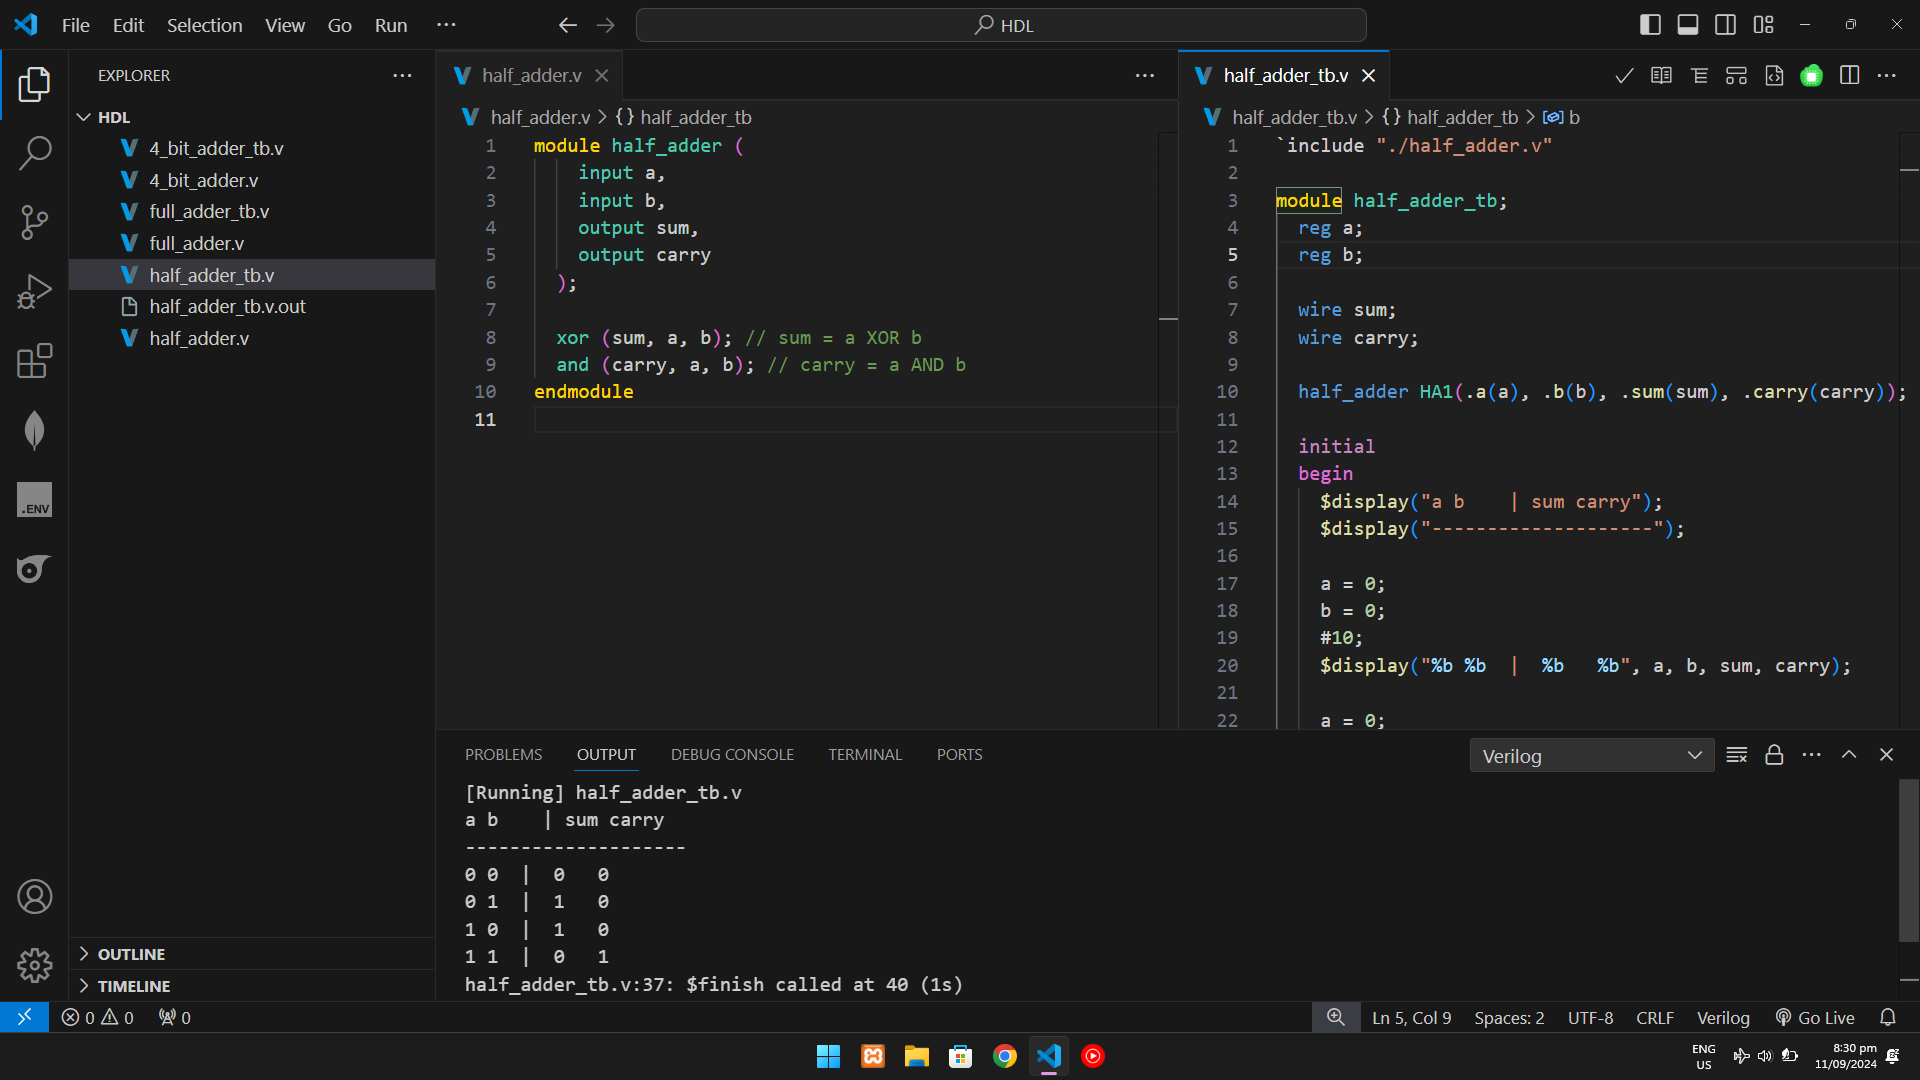 File Edit Selection View Go Run ··· HDL
EXPLORER ···
HDL
4_bit_adder_tb.v
4_bit_adder.v
full_adder_tb.v
full_adder.v
half_adder_tb.v
half_adder_tb.v.out
half_adder.v
OUTLINE
TIMELINE
.ENV
half_adder.v
half_adder.v > {} half_adder_tb
1 module half_adder (
2 input a,
3 input b,
4 output sum,
5 output carry
6 );
7
8 xor (sum, a, b); // sum = a XOR b
9 and (carry, a, b); // carry = a AND b
10 endmodule
11
half_adder_tb.v
half_adder_tb.v > {} half_adder_tb > b
1 `include "./half_adder.v"
2
3 module half_adder_tb;
4 reg a;
5 reg b;
6
7 wire sum;
8 wire carry;
9
10 half_adder HA1(.a(a), .b(b), .sum(sum), .carry(carry));
11
12 initial
13 begin
14 $display("a b    | sum carry");
15 $display("--------------------");
16
17 a = 0;
18 b = 0;
19 #10;
20 $display("%b %b  |  %b   %b", a, b, sum, carry);
21
22 a = 0;
PROBLEMS OUTPUT DEBUG CONSOLE TERMINAL PORTS Verilog
[Running] half_adder_tb.v
a b    | sum carry
--------------------
0 0  |  0   0
0 1  |  1   0
1 0  |  1   0
1 1  |  0   1
half_adder_tb.v:37: $finish called at 40 (1s)
0 0 0 Ln 5, Col 9 Spaces: 2 UTF-8 CRLF Verilog Go Live
ENG
US
8:30 pm
11/09/2024